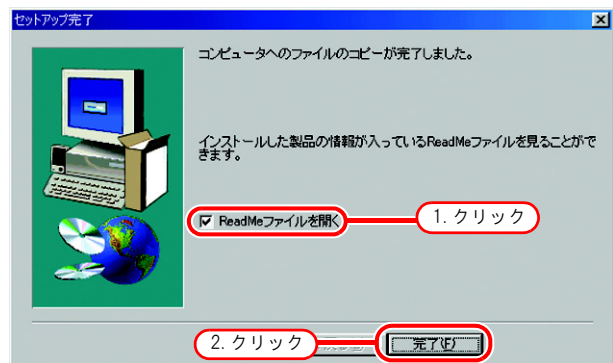 セットアップ完了
コンピュータへのファイルのコピーが完了しました。
インストールした製品の情報が入っているReadMeファイルを見ることがで
きます。
ReadMeファイルを開く
1. クリック
2. クリック
完了(F)